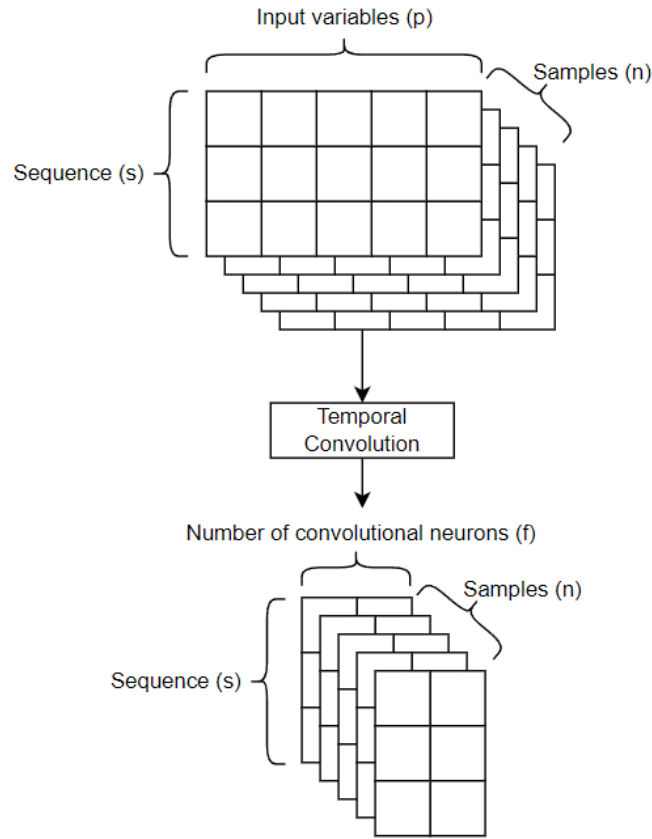 Input variables (p)
Samples (n)
Sequence (s)
Temporal
Convolution
Number of convolutional neurons (f)
Samples (n)
Sequence (s)